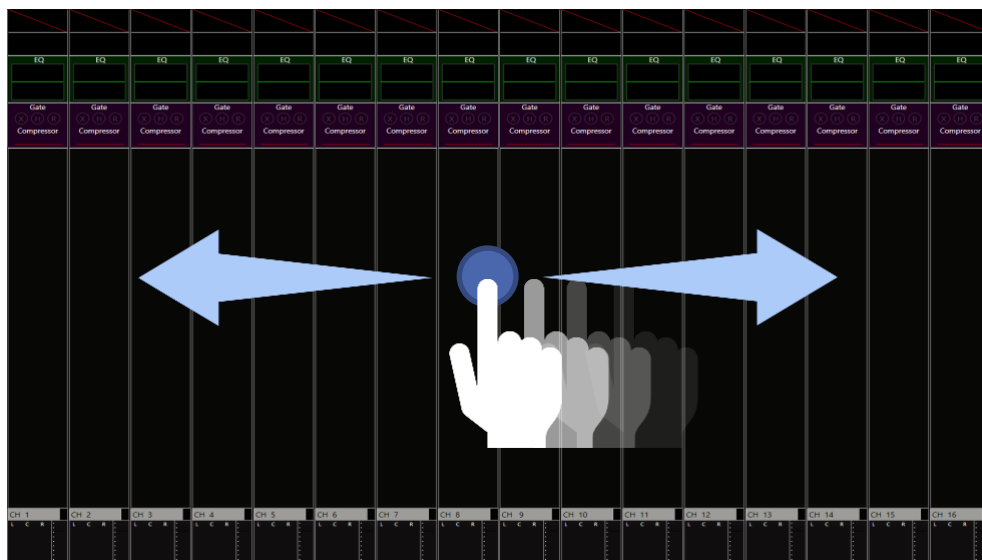 EQ EQ EQ EQ EQ EQ EQ EQ EQ EQ EQ EQ EQ EQ EQ EQ
Gate Gate Gate Gate Gate Gate Gate Gate Gate Gate Gate Gate Gate Gate Gate Gate
X H R X H R X H R X H R X H R X H R X H R X H R X H R X H R X H R X H R X H R X H R X H R X H R
Compressor Compressor Compressor Compressor Compressor Compressor Compressor Compressor Compressor Compressor Compressor Compressor Compressor Compressor Compressor Compressor
CH 1 CH 2 CH 3 CH 4 CH 5 CH 6 CH 7 CH 8 CH 9 CH 10 CH 11 CH 12 CH 13 CH 14 CH 15 CH 16
L C R L C R L C R L C R L C R L C R L C R L C R L C R L C R L C R L C R L C R L C R L C R L C R